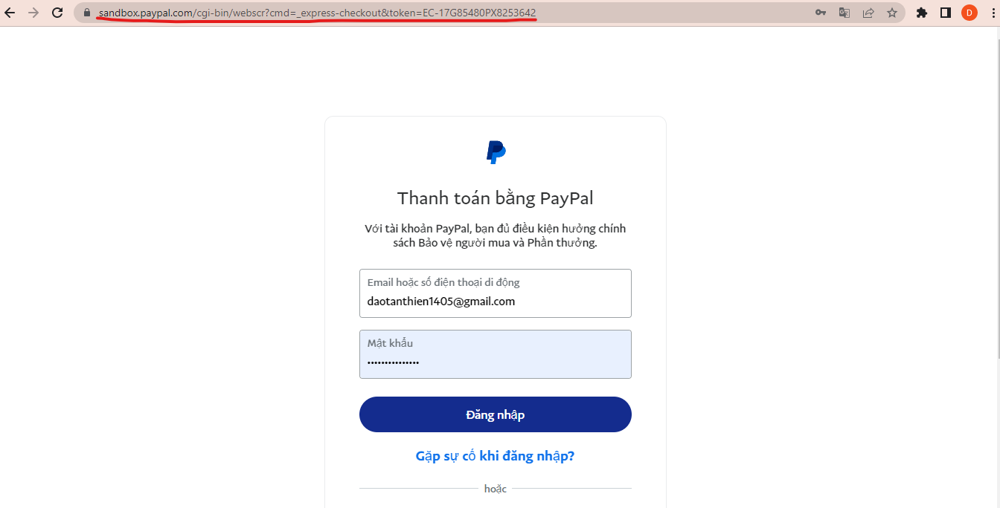 sandbox.paypal.com/cgi-bin/webscr?cmd=_express-checkout&token=EC-17G85480PX8253642
D
Thanh toán bằng PayPal
Với tài khoản PayPal, bạn đủ điều kiện hưởng chính
sách Bảo vệ người mua và Phần thưởng.
Email hoặc số điện thoại di động
daotanthien1405@gmail.com
Mật khẩu
•••••••••••••••
Đăng nhập
Gặp sự cố khi đăng nhập?
hoặc